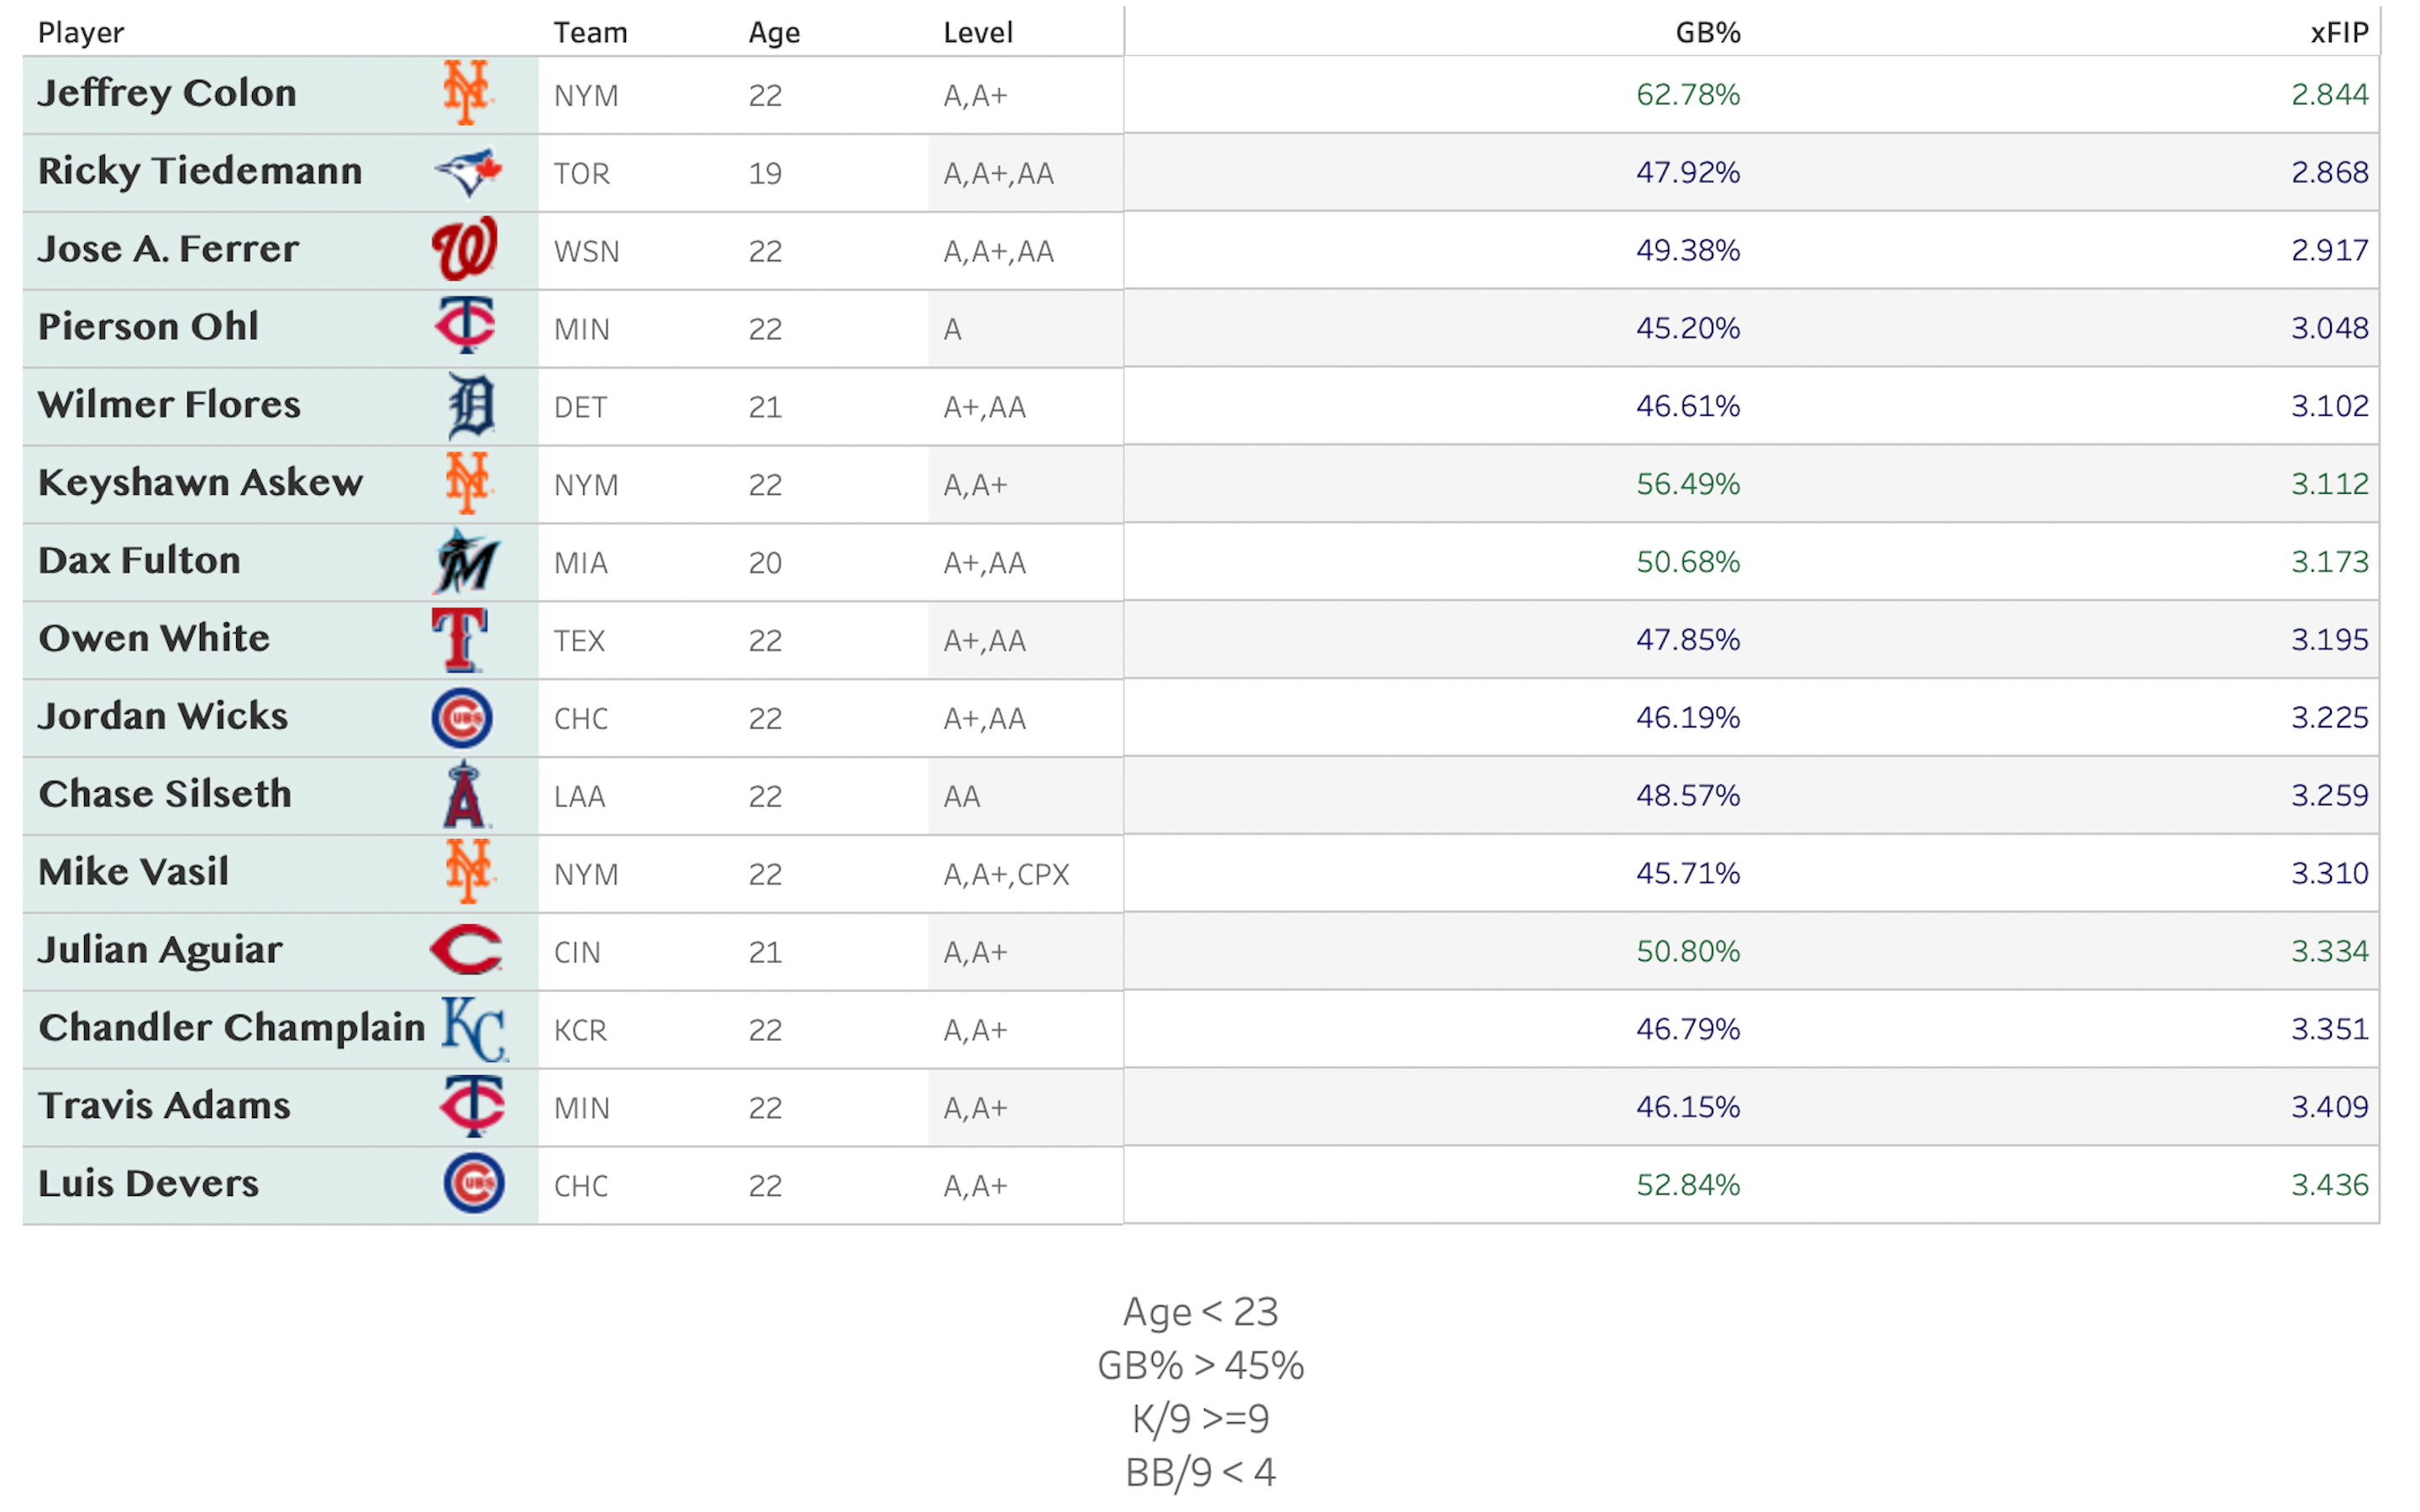 Player Team Age Level GB% xFIP
Jeffrey Colon NYM 22 A,A+ 62.78% 2.844
Ricky Tiedemann TOR 19 A,A+,AA 47.92% 2.868
Jose A. Ferrer WSN 22 A,A+,AA 49.38% 2.917
Pierson Ohl MIN 22 A 45.20% 3.048
Wilmer Flores DET 21 A+,AA 46.61% 3.102
Keyshawn Askew NYM 22 A,A+ 56.49% 3.112
Dax Fulton MIA 20 A+,AA 50.68% 3.173
Owen White TEX 22 A+,AA 47.85% 3.195
Jordan Wicks CHC 22 A+,AA 46.19% 3.225
Chase Silseth LAA 22 AA 48.57% 3.259
Mike Vasil NYM 22 A,A+,CPX 45.71% 3.310
Julian Aguiar CIN 21 A,A+ 50.80% 3.334
Chandler Champlain KCR 22 A,A+ 46.79% 3.351
Travis Adams MIN 22 A,A+ 46.15% 3.409
Luis Devers CHC 22 A,A+ 52.84% 3.436
Age < 23
GB% > 45%
K/9 >=9
BB/9 < 4